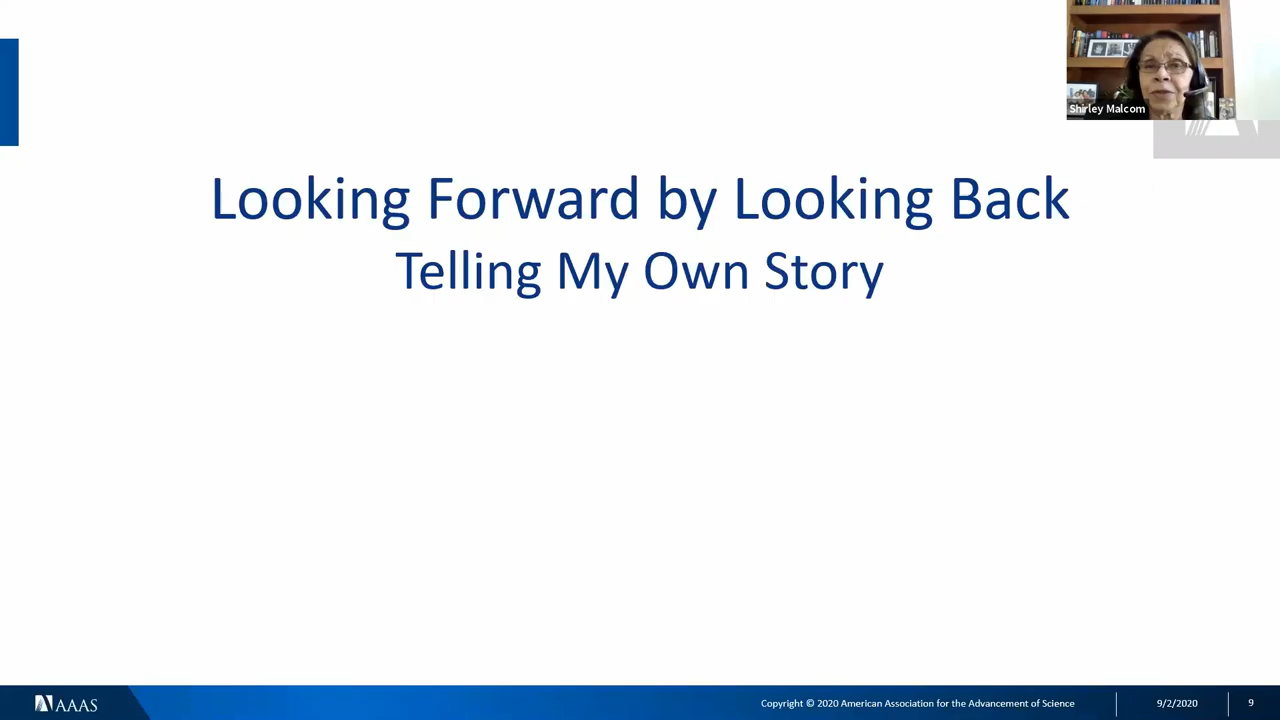 Shirley Malcom
Looking Forward by Looking Back
Telling My Own Story
AAAS
Copyright © 2020 American Association for the Advancement of Science
9/2/2020
9